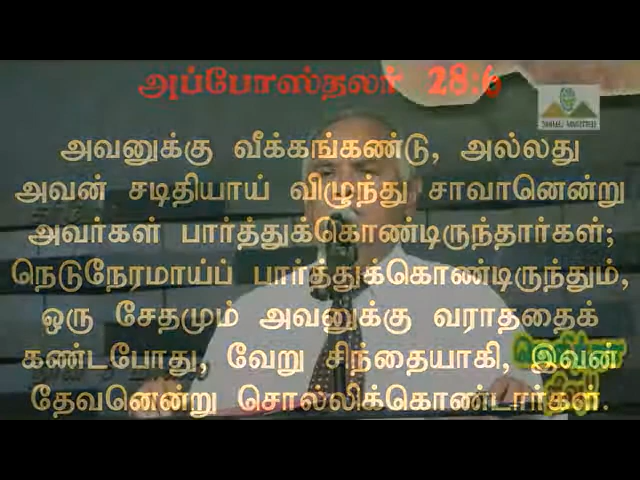 அப்போஸ்தலர் 28:6
அவனுக்கு வீக்கங்கண்டு, அல்லது
அவன் சடிதியாய் விழுந்து சாவானென்று
அவர்கள் பார்த்துக்கொண்டிருந்தார்கள்;
நெடுநேரமாய்ப் பார்த்துக்கொண்டிருந்தும்,
ஒரு சேதமும் அவனுக்கு வராததைக்
கண்டபோது, வேறு சிந்தையாகி, இவன்
தேவனென்று சொல்லிக்கொண்டார்கள்.